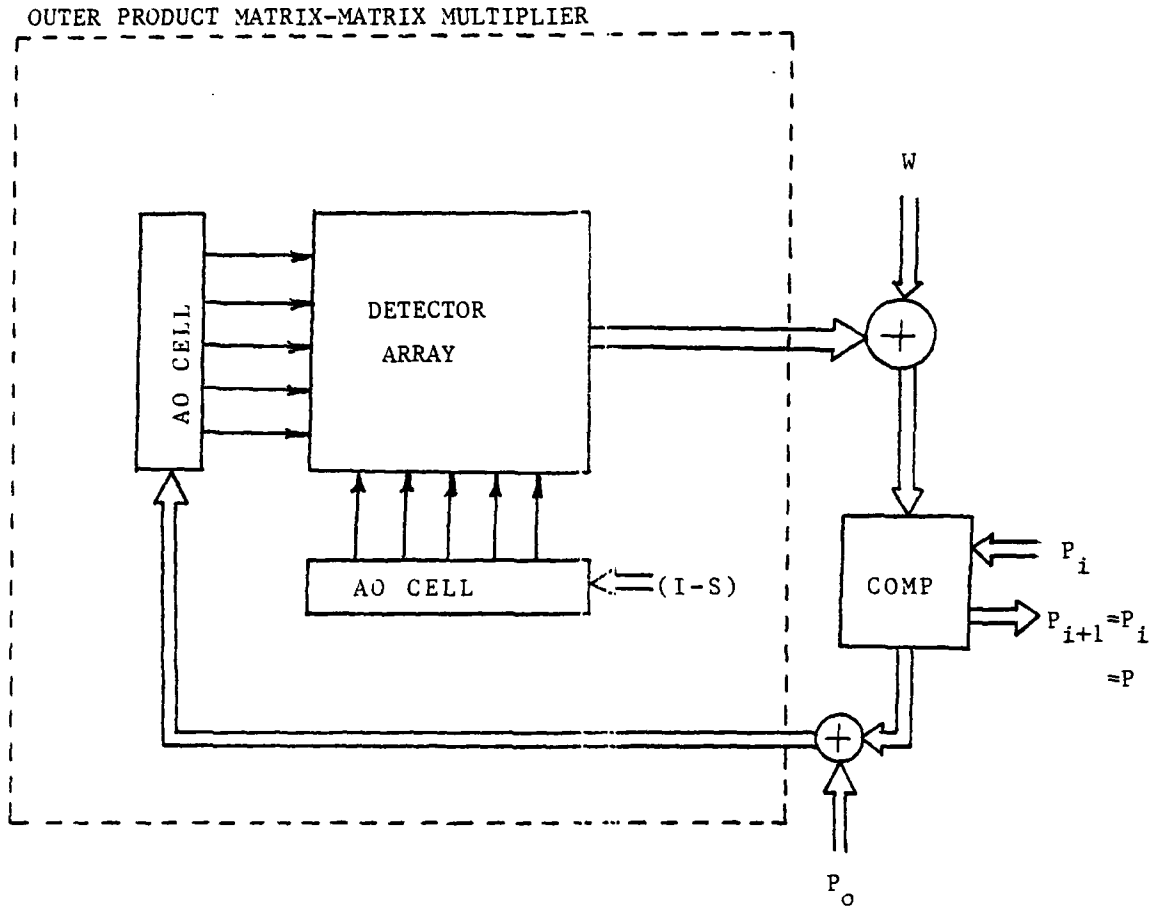 OUTER PRODUCT MATRIX-MATRIX MULTIPLIER
W
AO CELL
DETECTOR
ARRAY
+
AO CELL
(I-S)
COMP
P_i
P_{i+1}=P_i
=P
+
P_o